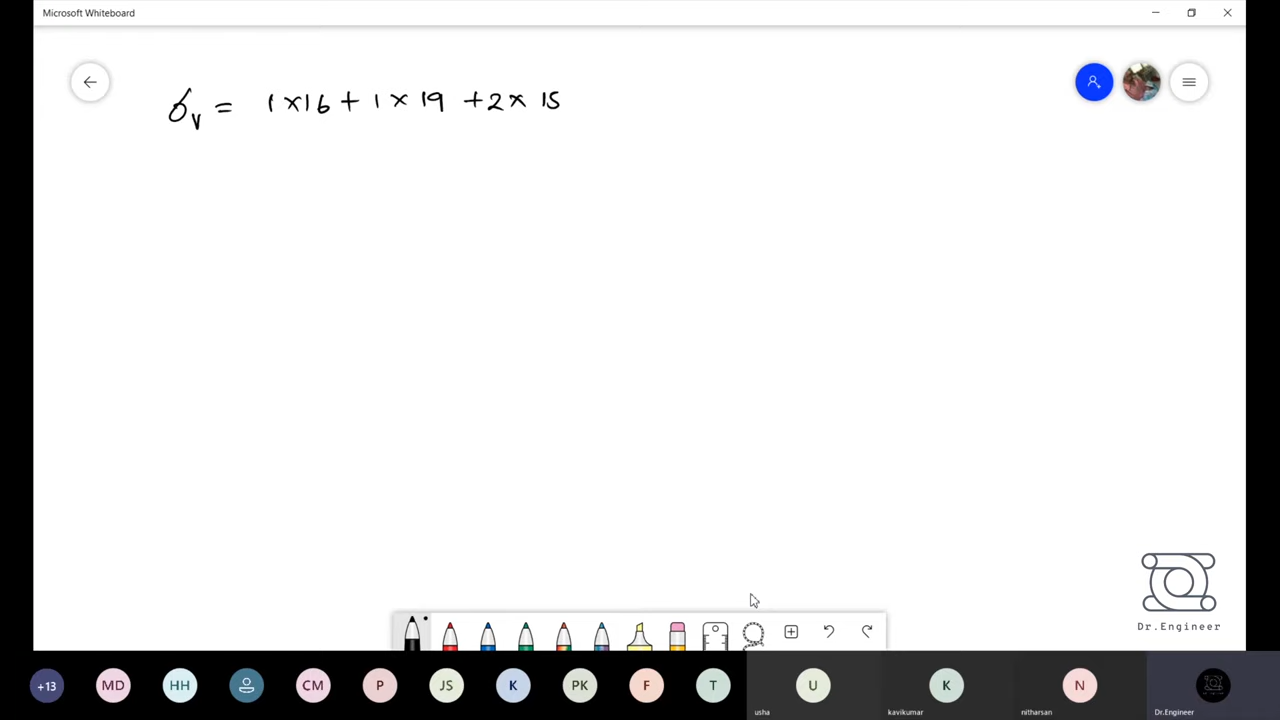 Microsoft Whiteboard
σv = 1×16 + 1×19 + 2×15
Dr.Engineer
+13 MD HH CM P JS K PK F T U K N
usha kavikumar nitharsan Dr.Engineer